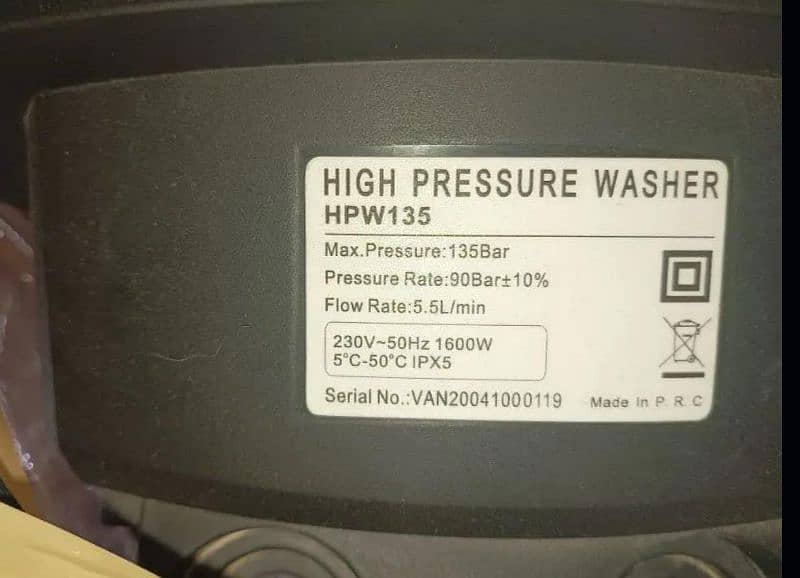 HIGH PRESSURE WASHER
HPW135
Max.Pressure:135Bar
Pressure Rate:90Bar±10%
Flow Rate:5.5L/min
230V~50Hz 1600W
5°C-50°C IPX5
Serial No.:VAN20041000119 Made In P. R. C